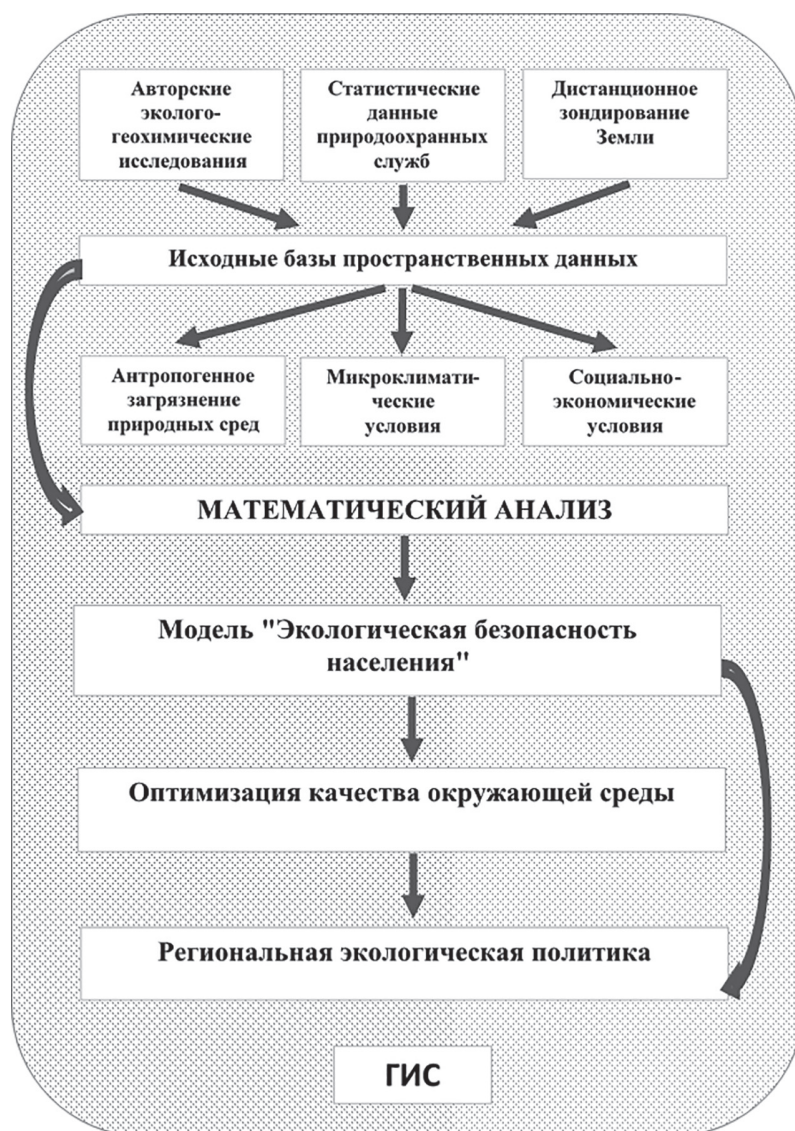 Авторские
эколого-
геохимические
исследования
Статистические
данные
природоохранных
служб
Дистанционное
зондирование
Земли
Исходные базы пространственных данных
Антропогенное
загрязнение
природных сред
Микроклимати-
ческие
условия
Социально-
экономические
условия
МАТЕМАТИЧЕСКИЙ АНАЛИЗ
Модель "Экологическая безопасность
населения"
Оптимизация качества окружающей среды
Региональная экологическая политика
ГИС